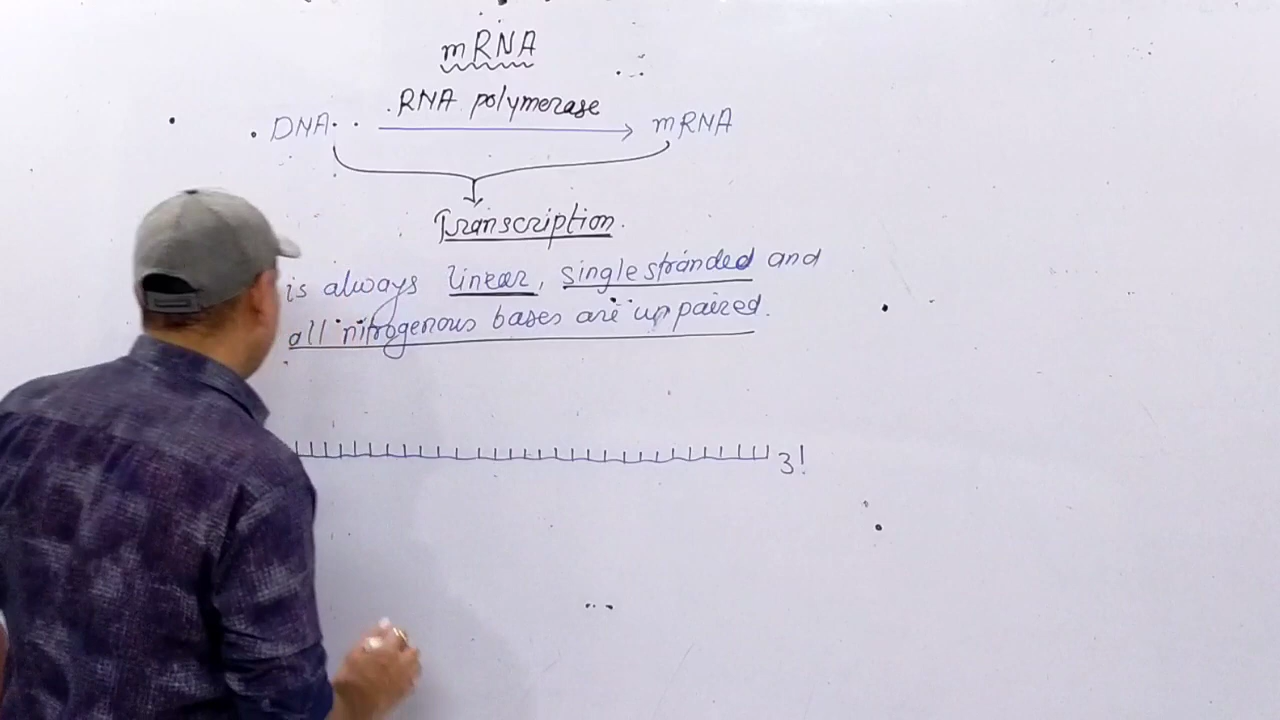 mRNA
RNA polymerase
DNA → mRNA
Transcription.
is always linear, single stranded and
all nitrogenous bases are unpaired.
3!